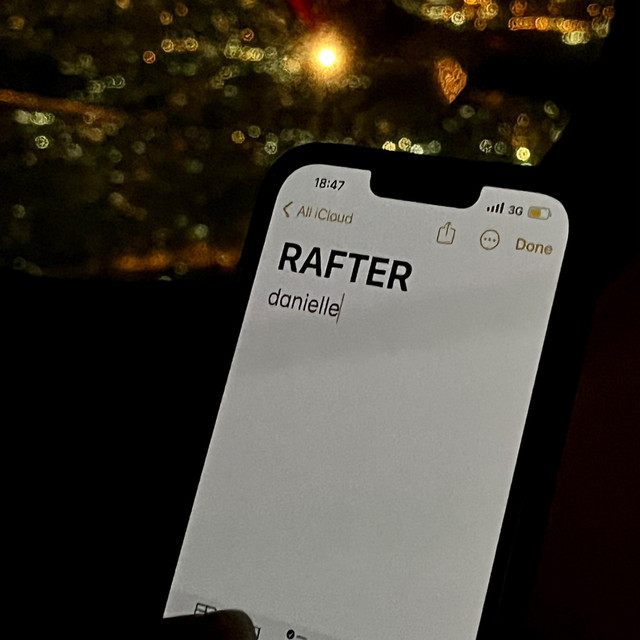 18:47
3G
All iCloud
Done
RAFTER
danielle